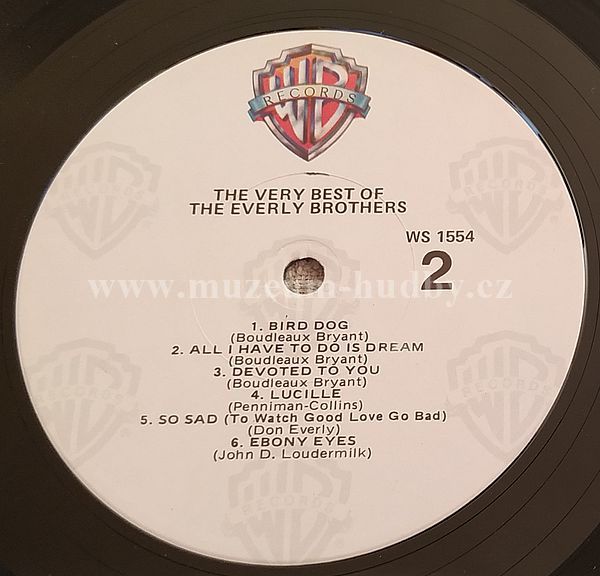 WB
RECORDS
THE VERY BEST OF
THE EVERLY BROTHERS
WS 1554
2
www.muzeum-hudby.cz
1. BIRD DOG
(Boudleaux Bryant)
2. ALL I HAVE TO DO IS DREAM
(Boudleaux Bryant)
3. DEVOTED TO YOU
(Boudleaux Bryant)
4. LUCILLE
(Penniman-Collins)
5. SO SAD (To Watch Good Love Go Bad)
(Don Everly)
6. EBONY EYES
(John D. Loudermilk)